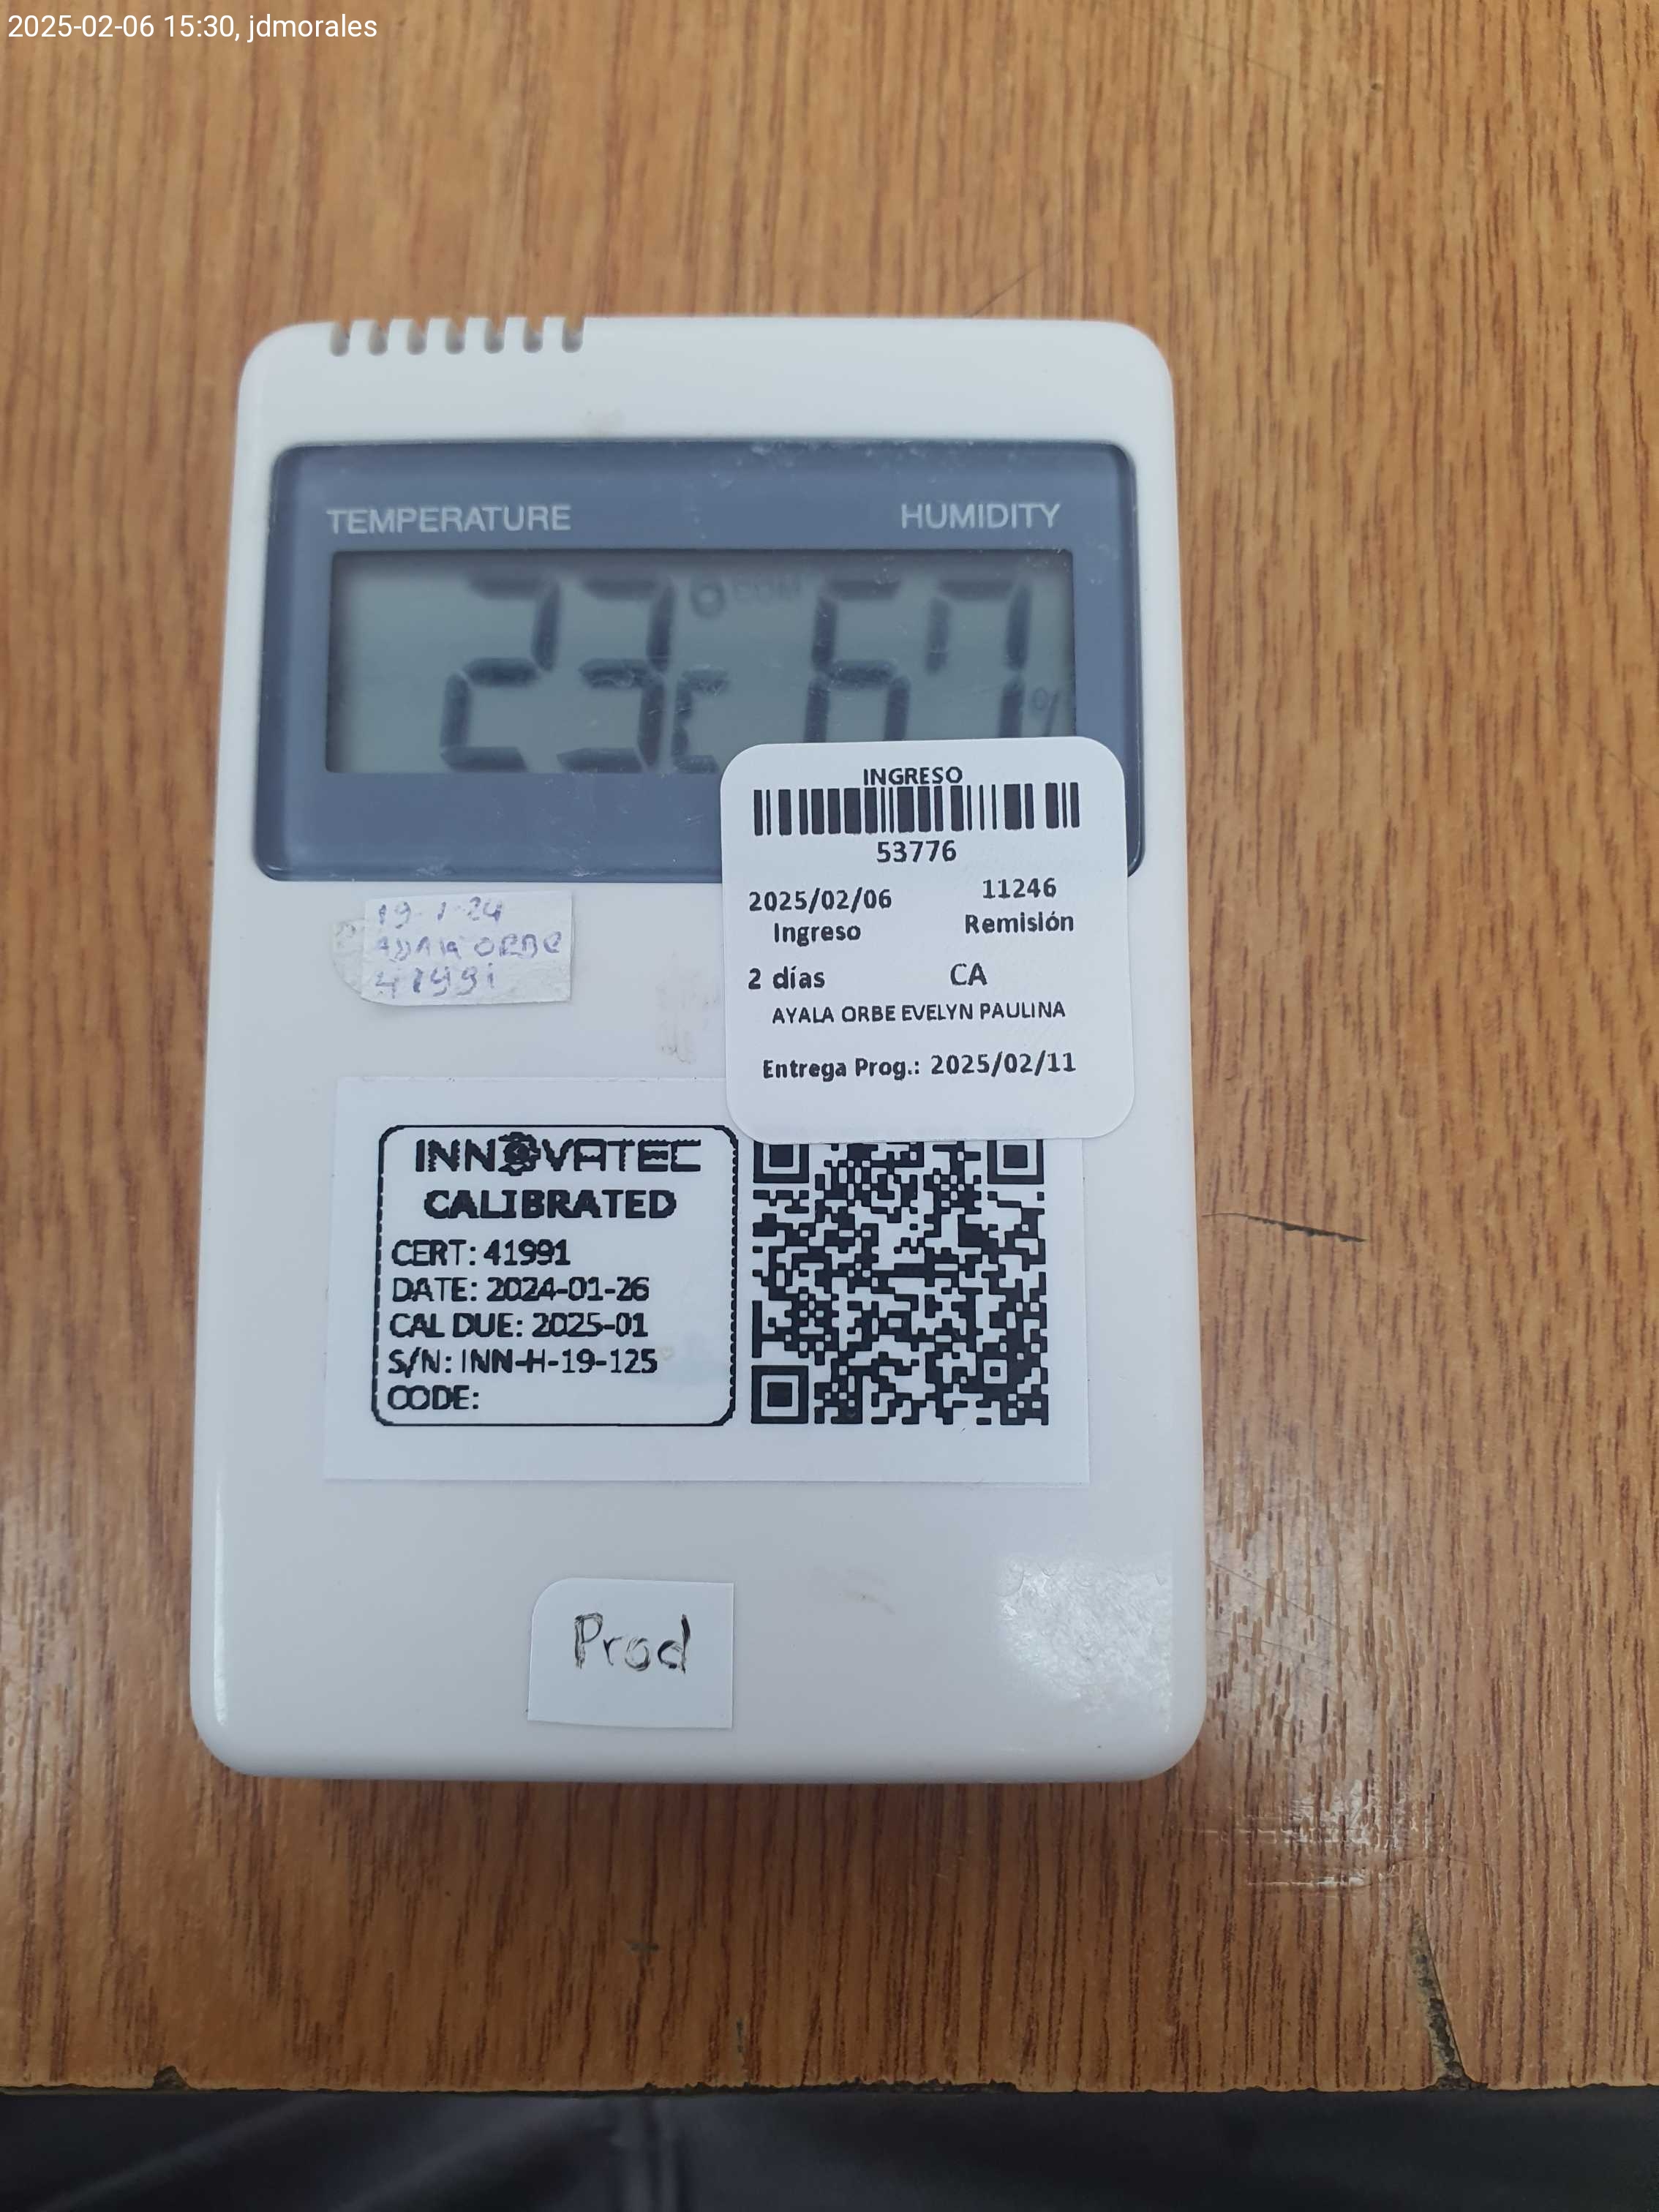 2025-02-06 15:30, jdmorales
TEMPERATURE HUMIDITY
23°C 67%
INGRESO
53776
2025/02/06 11246
Ingreso Remisión
2 días CA
AYALA ORBE EVELYN PAULINA
Entrega Prog.: 2025/02/11
19-1-24
ORBE
41991
INNOVATEC
CALIBRATED
CERT: 41991
DATE: 2024-01-26
CAL DUE: 2025-01
S/N: INN-H-19-125
CODE:
Prod